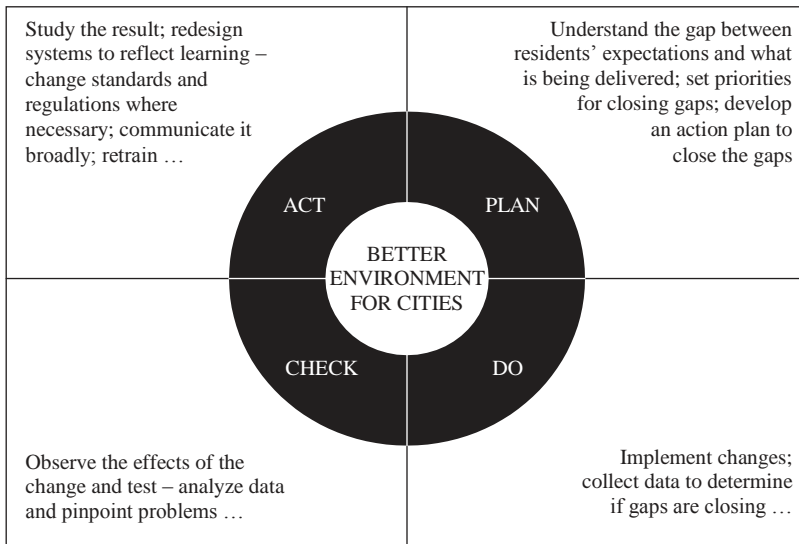 Study the result; redesign
systems to reflect learning –
change standards and
regulations where
necessary; communicate it
broadly; retrain …
Understand the gap between
residents’ expectations and what
is being delivered; set priorities
for closing gaps; develop
an action plan to
close the gaps
ACT
PLAN
BETTER
ENVIRONMENT
FOR CITIES
CHECK
DO
Observe the effects of the
change and test – analyze data
and pinpoint problems …
Implement changes;
collect data to determine
if gaps are closing …